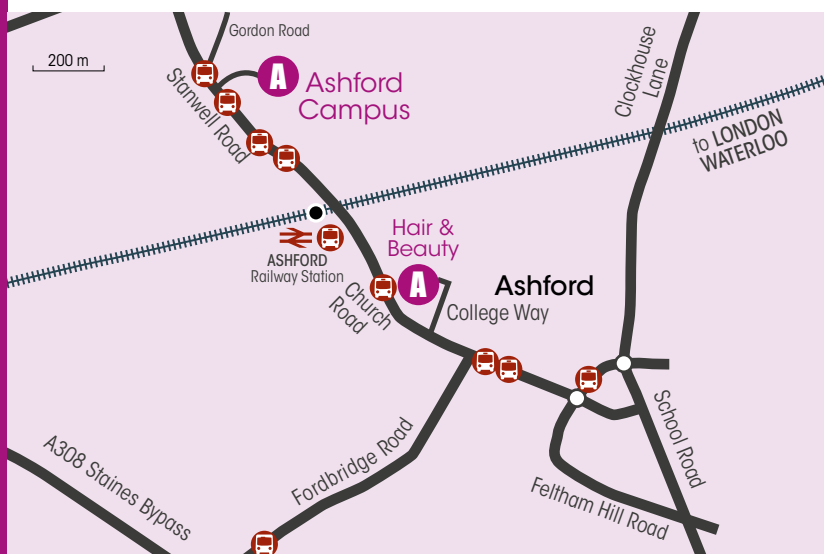 Gordon Road
200 m
A
Ashford
Campus
Stanwell Road
Clockhouse
Lane
to LONDON
WATERLOO
Hair &
Beauty
A
ASHFORD
Railway Station
Church
Road
Ashford
College Way
School Road
Fordbridge Road
Feltham Hill Road
A308 Staines Bypass